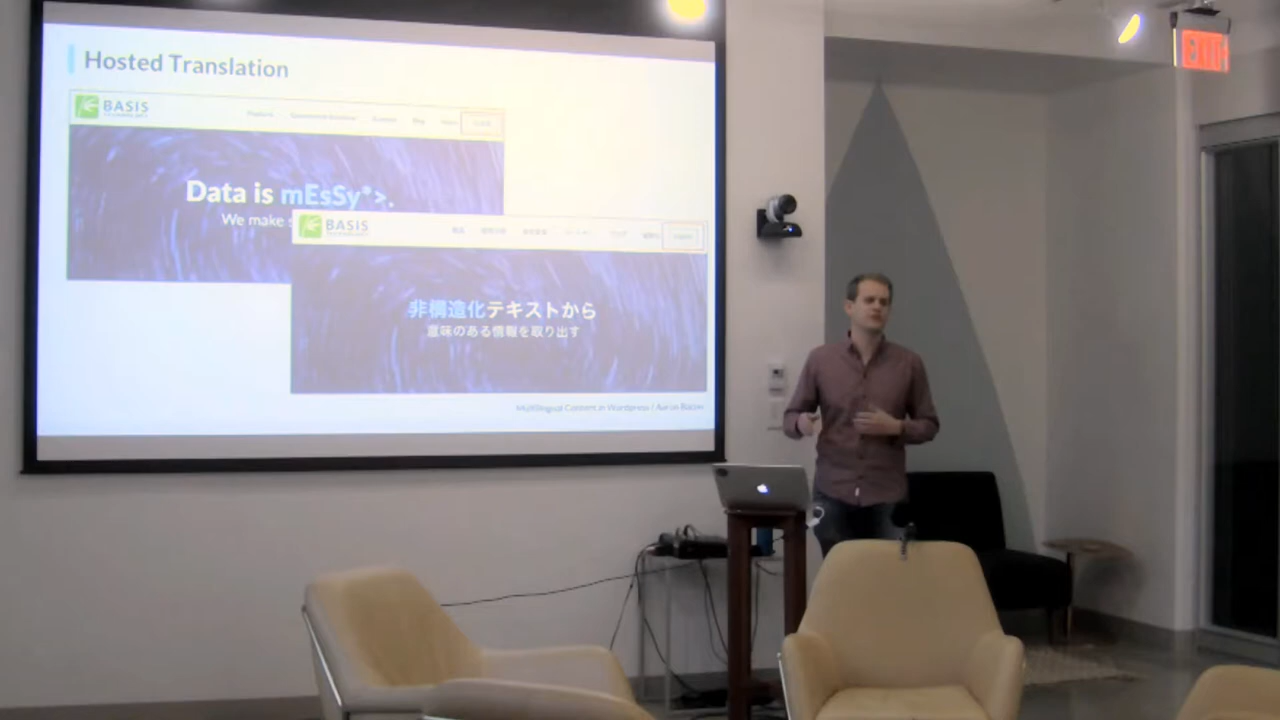 Hosted Translation
BASIS
TECHNOLOGY
Data is mEsSy*>.
We make s
BASIS
TECHNOLOGY
非構造化テキストから
意味のある情報を取り出す
Multilingual Content in Wordpress | Aaron Bacon
EXIT